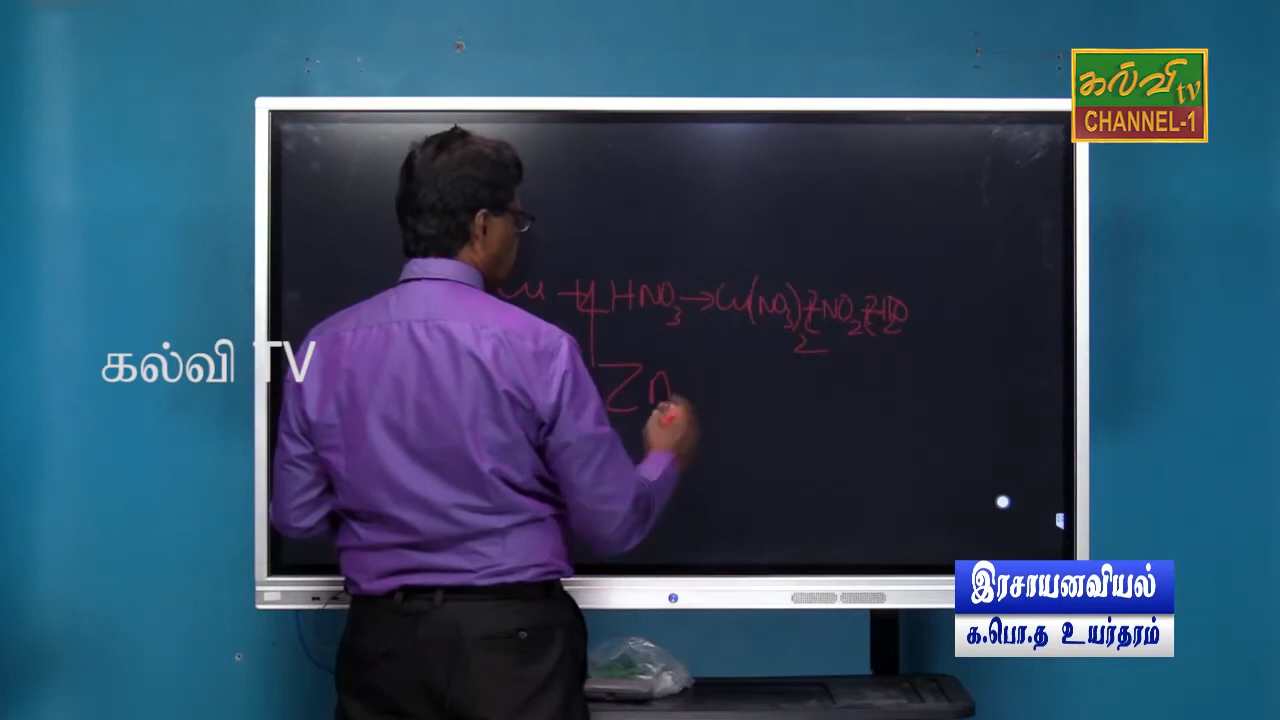 கல்வி tv
CHANNEL-1
Cu + 4HNO3 → Cu(NO3)2 + 2NO2 + 2H2O
கல்வி TV
Zn
இரசாயனவியல்
க.பொ.த உயர்தரம்